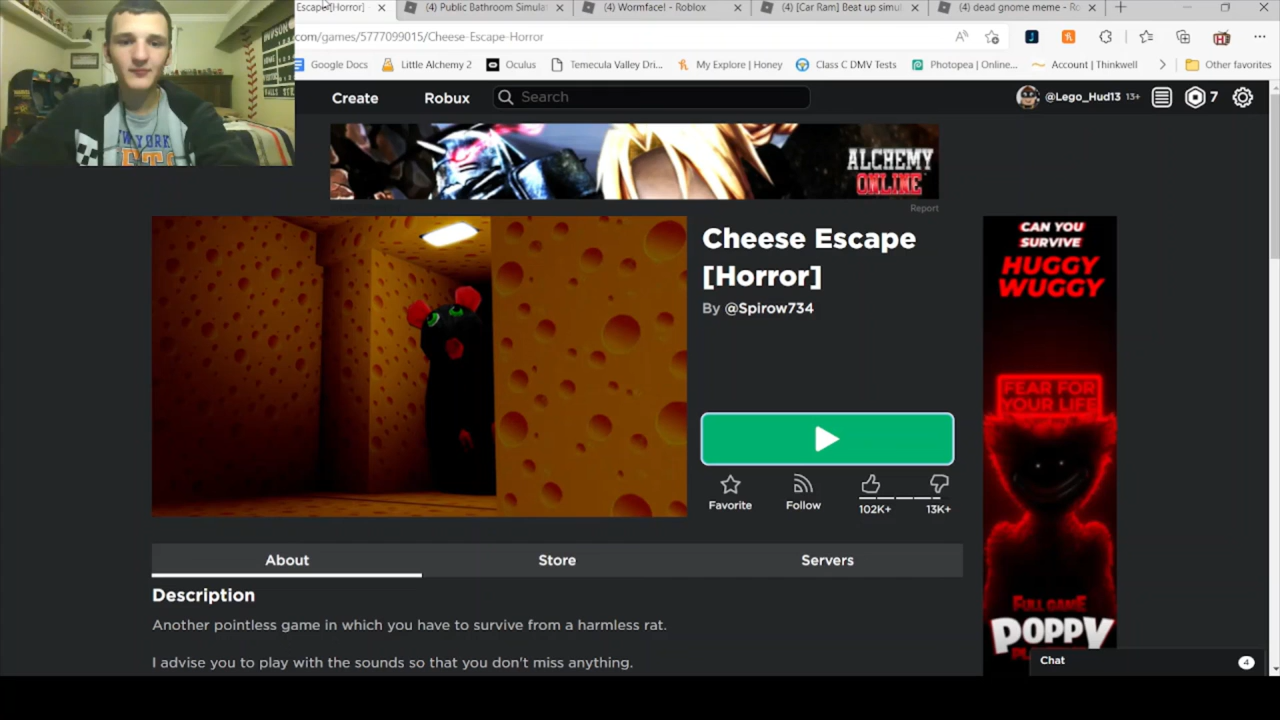 Escape [Horror]
(4) Public Bathroom Simulat
(4) Wormface! - Roblox
(4) [Car Ram] Beat up simul
(4) dead gnome meme - Ro
.com/games/5777099015/Cheese-Escape-Horror
Google Docs
Little Alchemy 2
Oculus
Temecula Valley Dri...
My Explore | Honey
Class C DMV Tests
Photopea | Online...
Account | Thinkwell
Other favorites
Create
Robux
Search
@Lego_Hud13 13+
7
NEW YORK
METS
ALCHEMY
ONLINE
Report
Cheese Escape
[Horror]
By @Spirow734
Favorite
Follow
102K+
13K+
CAN YOU
SURVIVE
HUGGY
WUGGY
FEAR FOR
YOUR LIFE
FULL GAME
POPPY
About
Store
Servers
Description
Another pointless game in which you have to survive from a harmless rat.
I advise you to play with the sounds so that you don't miss anything.
Chat
4